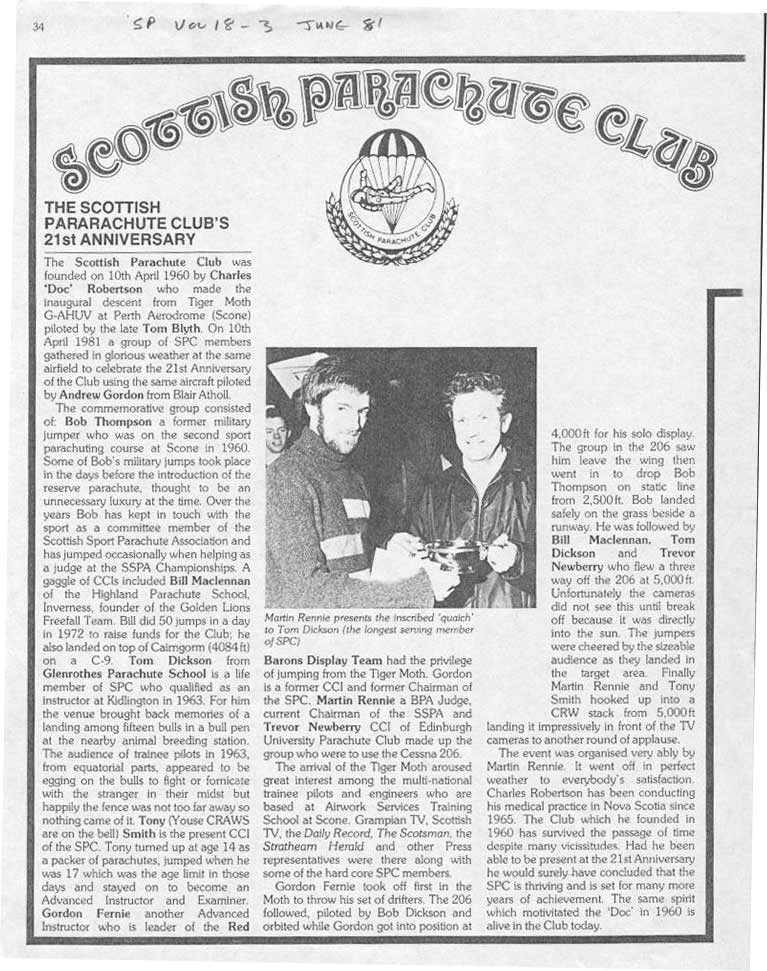 34
SP VOL 18 - 3 JUNE 81
SCOTTISH PARACHUTE CLUB
SCOTTISH PARACHUTE CLUB
THE SCOTTISH
PARARACHUTE CLUB'S
21st ANNIVERSARY
The Scottish Parachute Club was
founded on 10th April 1960 by Charles
'Doc' Robertson who made the
inaugural descent from Tiger Moth
G-AHUV at Perth Aerodrome (Scone)
piloted by the late Tom Blyth. On 10th
April 1981 a group of SPC members
gathered in glorious weather at the same
airfield to celebrate the 21st Anniversary
of the Club using the same aircraft piloted
by Andrew Gordon from Blair Atholl.
The commemorative group consisted
of: Bob Thompson a former military
jumper who was on the second sport
parachuting course at Scone in 1960.
Some of Bob's military jumps took place
in the days before the introduction of the
reserve parachute, thought to be an
unnecessary luxury at the time. Over the
years Bob has kept in touch with the
sport as a committee member of the
Scottish Sport Parachute Association and
has jumped occasionally when helping as
a judge at the SSPA Championships. A
gaggle of CCIs included Bill Maclennan
of the Highland Parachute School,
Inverness, founder of the Golden Lions
Freefall Team. Bill did 50 jumps in a day
in 1972 to raise funds for the Club; he
also landed on top of Cairngorm (4084 ft)
on a C-9. Tom Dickson from
Glenrothes Parachute School is a life
member of SPC who qualified as an
instructor at Kidlington in 1963. For him
the venue brought back memories of a
landing among fifteen bulls in a bull pen
at the nearby animal breeding station.
The audience of trainee pilots in 1963,
from equatorial parts, appeared to be
egging on the bulls to fight or fornicate
with the stranger in their midst but
happily the fence was not too far away so
nothing came of it. Tony (Youse CRAWS
are on the bell) Smith is the present CCI
of the SPC. Tony turned up at age 14 as
a packer of parachutes, jumped when he
was 17 which was the age limit in those
days and stayed on to become an
Advanced Instructor and Examiner.
Gordon Fernie another Advanced
Instructor who is leader of the Red
Martin Rennie presents the inscribed 'quaich'
to Tom Dickson (the longest serving member
of SPC)
Barons Display Team had the privilege
of jumping from the Tiger Moth. Gordon
is a former CCI and former Chairman of
the SPC. Martin Rennie a BPA Judge,
current Chairman of the SSPA and
Trevor Newberry CCI of Edinburgh
University Parachute Club made up the
group who were to use the Cessna 206.
The arrival of the Tiger Moth aroused
great interest among the multi-national
trainee pilots and engineers who are
based at Airwork Services Training
School at Scone. Grampian TV, Scottish
TV, the Daily Record, The Scotsman, the
Strathearn Herald and other Press
representatives were there along with
some of the hard core SPC members.
Gordon Fernie took off first in the
Moth to throw his set of drifters. The 206
followed, piloted by Bob Dickson and
orbited while Gordon got into position at
4,000 ft for his solo display.
The group in the 206 saw
him leave the wing then
went in to drop Bob
Thompson on static line
from 2,500 ft. Bob landed
safely on the grass beside a
runway. He was followed by
Bill Maclennan, Tom
Dickson and Trevor
Newberry who flew a three
way off the 206 at 5,000 ft.
Unfortunately the cameras
did not see this until break
off because it was directly
into the sun. The jumpers
were cheered by the sizeable
audience as they landed in
the target area. Finally
Martin Rennie and Tony
Smith hooked up into a
CRW stack from 5,000 ft
landing it impressively in front of the TV
cameras to another round of applause.
The event was organised very ably by
Martin Rennie. It went off in perfect
weather to everybody's satisfaction.
Charles Robertson has been conducting
his medical practice in Nova Scotia since
1965. The Club which he founded in
1960 has survived the passage of time
despite many vicissitudes. Had he been
able to be present at the 21st Anniversary
he would surely have concluded that the
SPC is thriving and is set for many more
years of achievement. The same spirit
which motivitated the 'Doc' in 1960 is
alive in the Club today.